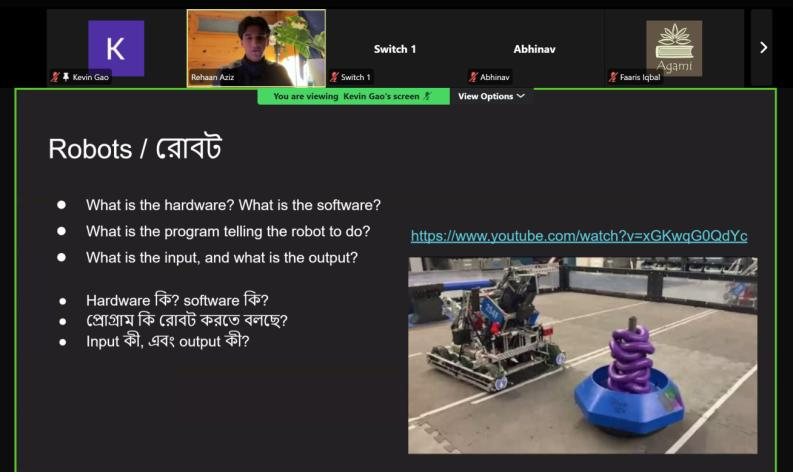 K
Kevin Gao
Rehaan Aziz
Switch 1
Switch 1
Abhinav
Abhinav
Agami
Faaris Iqbal
You are viewing Kevin Gao's screen
View Options
Robots / রোবট
What is the hardware? What is the software?
What is the program telling the robot to do?
What is the input, and what is the output?
https://www.youtube.com/watch?v=xGKwqG0QdYc
Hardware কি? software কি?
প্রোগ্রাম কি রোবট করতে বলছে?
Input কী, এবং output কী?